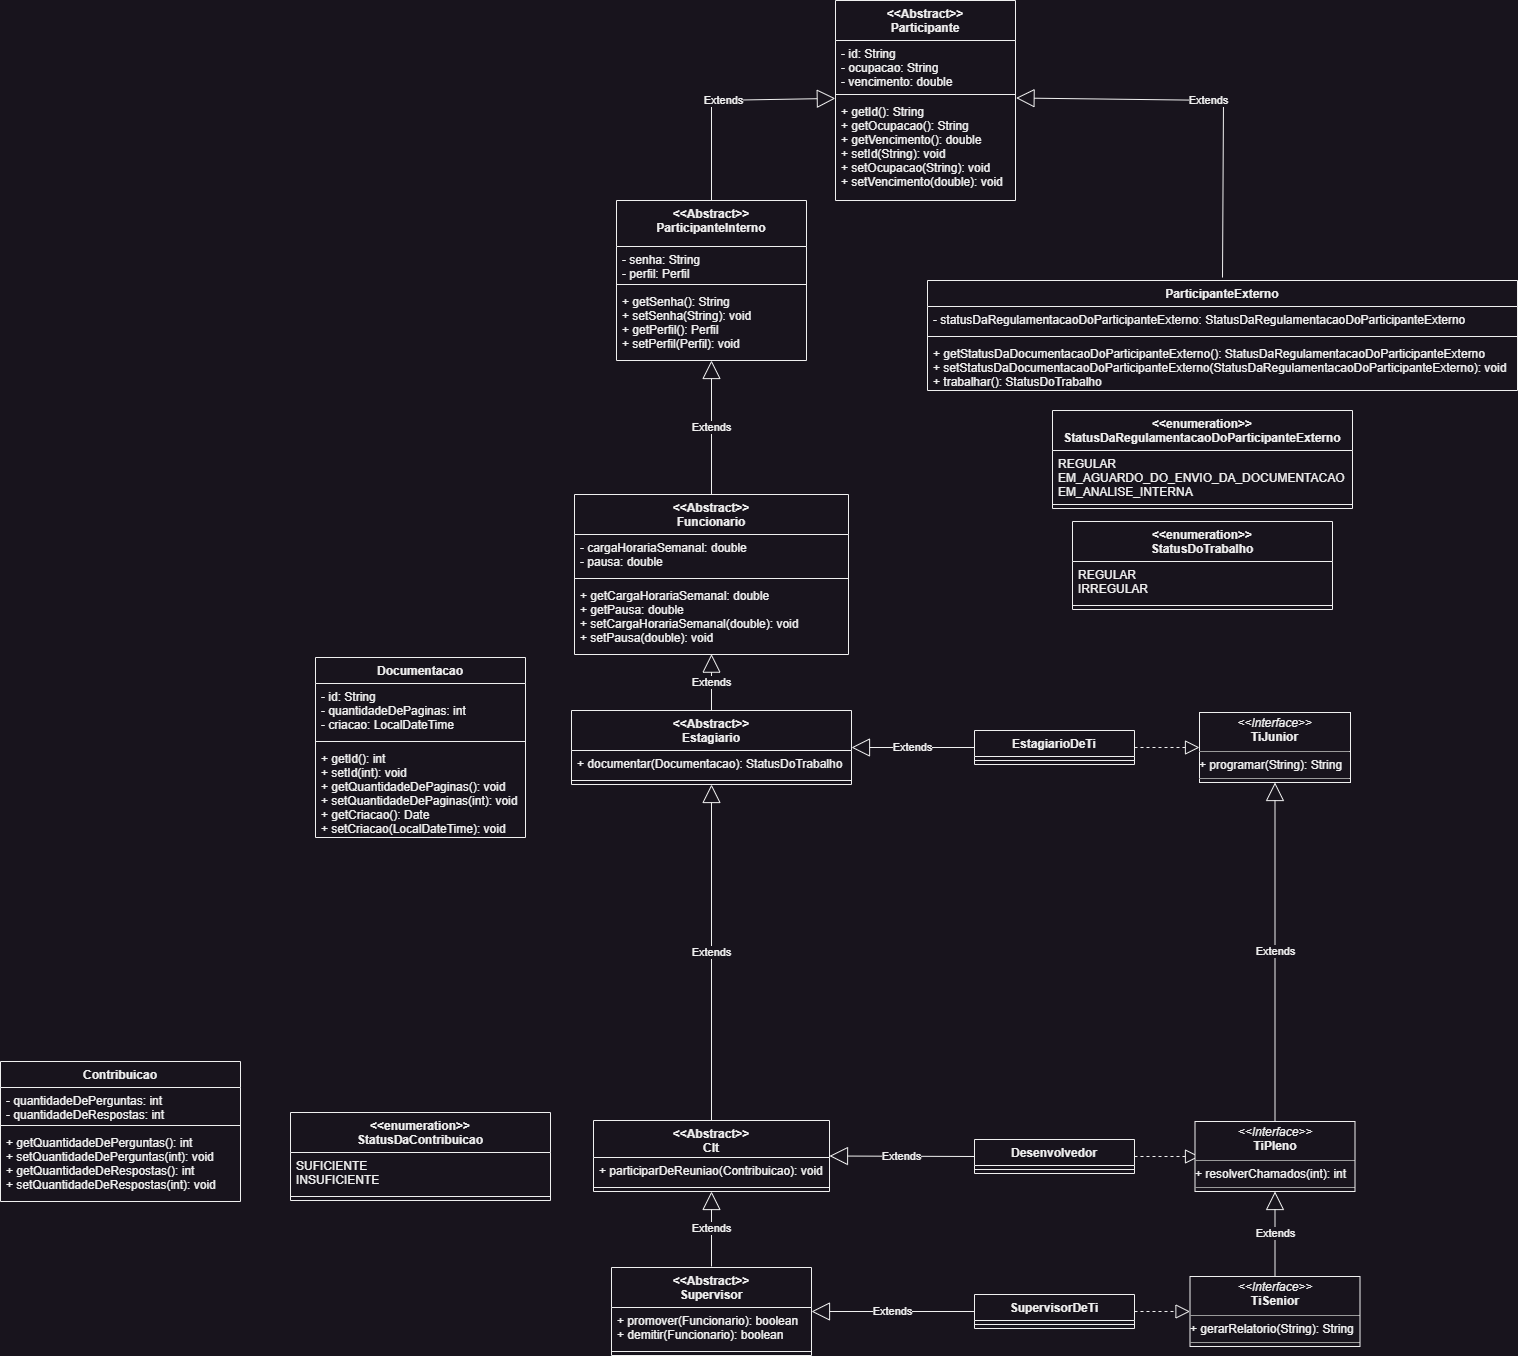 <<Abstract>>
Participante
- id: String
- ocupacao: String
- vencimento: double
+ getId(): String
+ getOcupacao(): String
+ getVencimento(): double
+ setId(String): void
+ setOcupacao(String): void
+ setVencimento(double): void
Extends
Extends
<<Abstract>>
ParticipanteInterno
- senha: String
- perfil: Perfil
+ getSenha(): String
+ setSenha(String): void
+ getPerfil(): Perfil
+ setPerfil(Perfil): void
ParticipanteExterno
- statusDaRegulamentacaoDoParticipanteExterno: StatusDaRegulamentacaoDoParticipanteExterno
+ getStatusDaDocumentacaoDoParticipanteExterno(): StatusDaRegulamentacaoDoParticipanteExterno
+ setStatusDaDocumentacaoDoParticipanteExterno(StatusDaRegulamentacaoDoParticipanteExterno): void
+ trabalhar(): StatusDoTrabalho
Extends
<<enumeration>>
StatusDaRegulamentacaoDoParticipanteExterno
REGULAR
EM_AGUARDO_DO_ENVIO_DA_DOCUMENTACAO
EM_ANALISE_INTERNA
<<Abstract>>
Funcionario
- cargaHorariaSemanal: double
- pausa: double
+ getCargaHorariaSemanal: double
+ getPausa: double
+ setCargaHorariaSemanal(double): void
+ setPausa(double): void
<<enumeration>>
StatusDoTrabalho
REGULAR
IRREGULAR
Extends
Documentacao
- id: String
- quantidadeDePaginas: int
- criacao: LocalDateTime
+ getId(): int
+ setId(int): void
+ getQuantidadeDePaginas(): void
+ setQuantidadeDePaginas(int): void
+ getCriacao(): Date
+ setCriacao(LocalDateTime): void
<<Abstract>>
Estagiario
+ documentar(Documentacao): StatusDoTrabalho
Extends
EstagiarioDeTi
<<Interface>>
TiJunior
+ programar(String): String
Extends
Extends
Contribuicao
- quantidadeDePerguntas: int
- quantidadeDeRespostas: int
+ getQuantidadeDePerguntas(): int
+ setQuantidadeDePerguntas(int): void
+ getQuantidadeDeRespostas(): int
+ setQuantidadeDeRespostas(int): void
<<enumeration>>
StatusDaContribuicao
SUFICIENTE
INSUFICIENTE
<<Abstract>>
Clt
+ participarDeReuniao(Contribuicao): void
Extends
Desenvolvedor
<<Interface>>
TiPleno
+ resolverChamados(int): int
Extends
Extends
<<Abstract>>
Supervisor
+ promover(Funcionario): boolean
+ demitir(Funcionario): boolean
Extends
SupervisorDeTi
<<Interface>>
TiSenior
+ gerarRelatorio(String): String